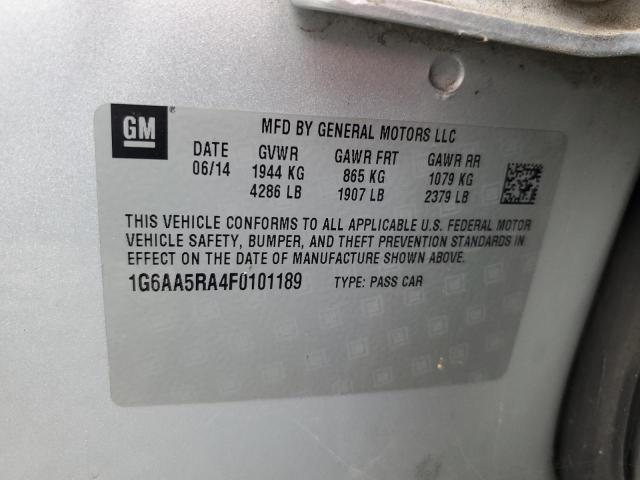 GM
MFD BY GENERAL MOTORS LLC
DATE GVWR GAWR FRT GAWR RR
06/14 1944 KG 865 KG 1079 KG
4286 LB 1907 LB 2379 LB
THIS VEHICLE CONFORMS TO ALL APPLICABLE U.S. FEDERAL MOTOR
VEHICLE SAFETY, BUMPER, AND THEFT PREVENTION STANDARDS IN
EFFECT ON THE DATE OF MANUFACTURE SHOWN ABOVE.
1G6AA5RA4F0101189 TYPE: PASS CAR